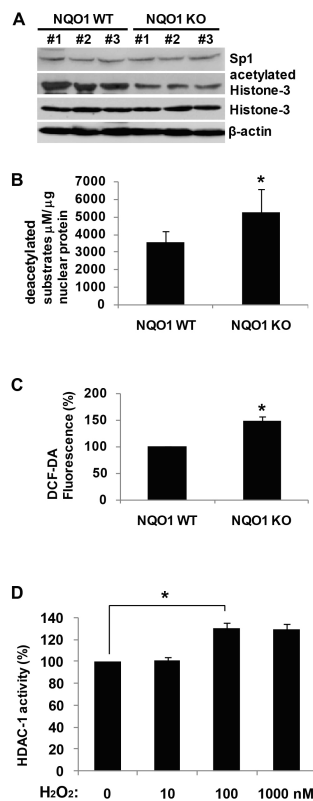 A
NQO1 WT NQO1 KO
#1 #2 #3 #1 #2 #3
Sp1
acetylated
Histone-3
Histone-3
β-actin
B
deacetylated
substrates μM/μg
nuclear protein
7000
6000
5000
4000
3000
2000
1000
0
*
NQO1 WT NQO1 KO
C
DCF-DA
Fluorescence (%)
200
150
100
50
0
*
NQO1 WT NQO1 KO
D
HDAC-1 activity (%)
140
120
100
80
60
40
20
0
*
H2O2: 0 10 100 1000 nM